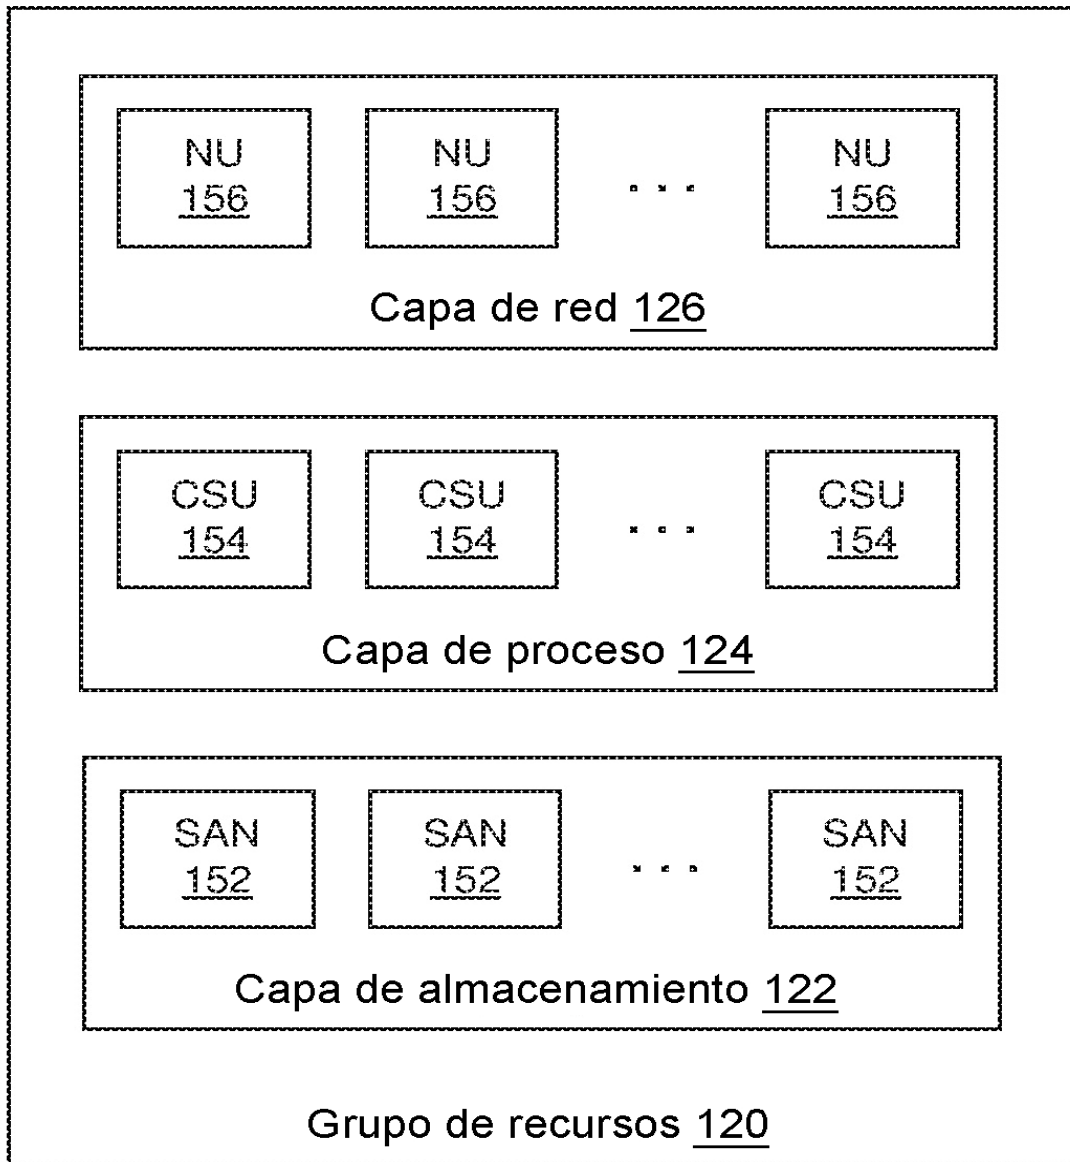 NU NU NU
156 156 . . . 156
Capa de red 126
CSU CSU CSU
154 154 . . . 154
Capa de proceso 124
SAN SAN SAN
152 152 . . . 152
Capa de almacenamiento 122
Grupo de recursos 120